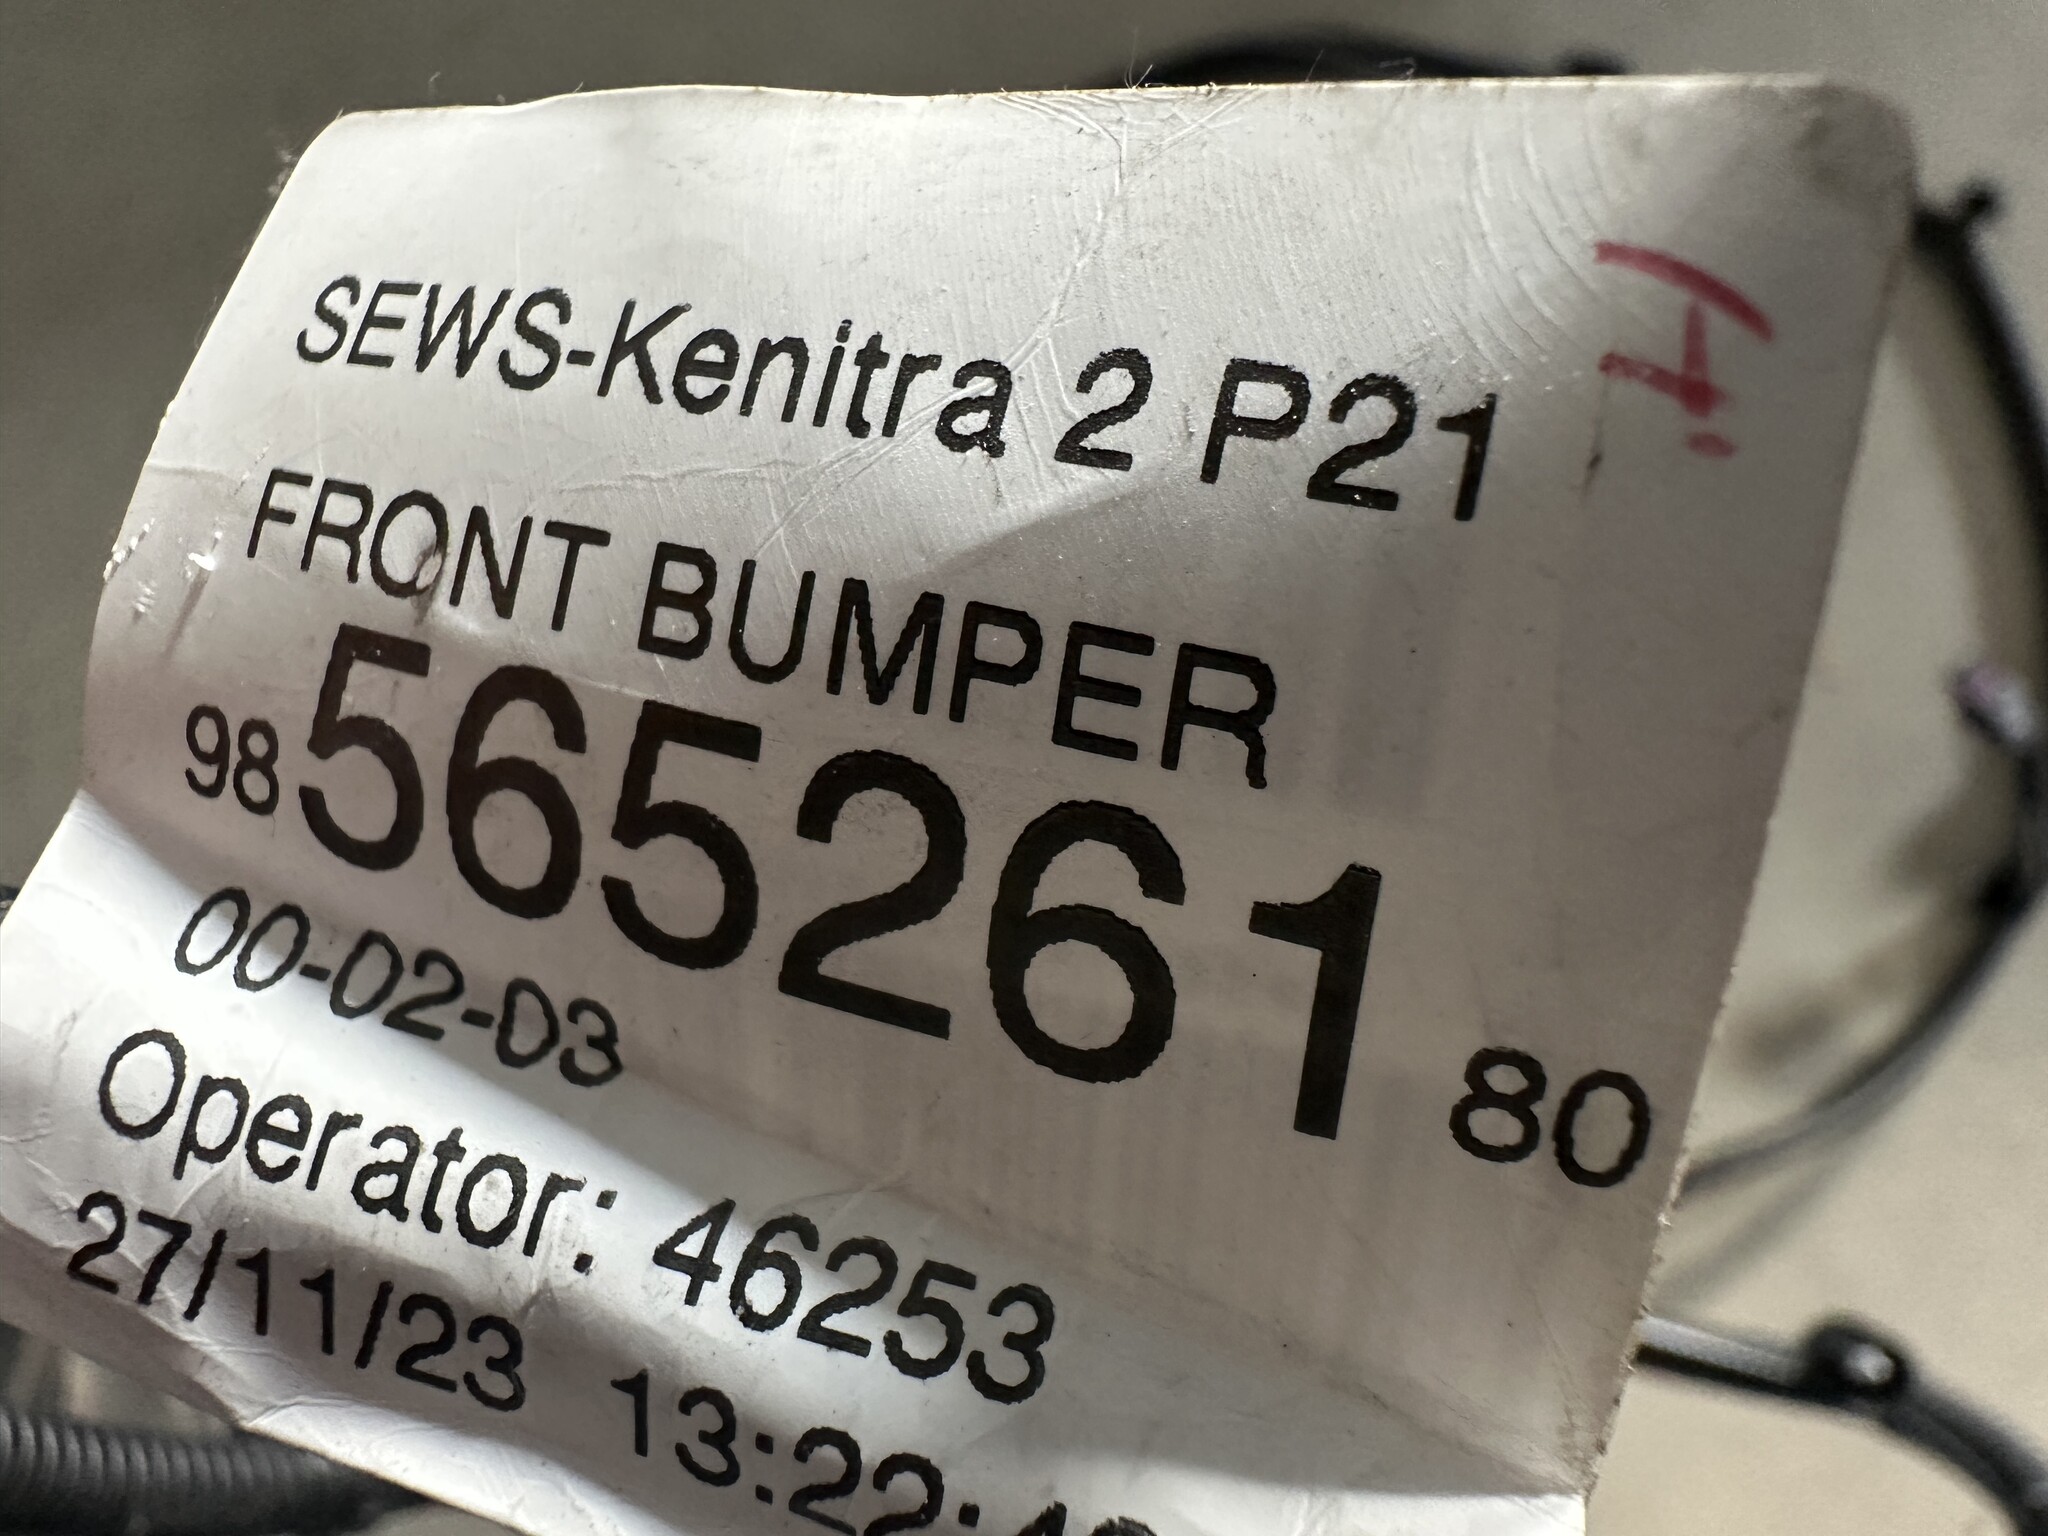 SEWS-Kenitra 2 P21
FRONT BUMPER
98 565261 80
00-02-03
Operator: 46253
27/11/23 13:22: